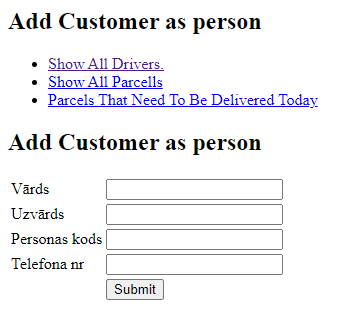 Add Customer as person
Show All Drivers.
Show All Parcells
Parcels That Need To Be Delivered Today
Add Customer as person
Vārds
Uzvārds
Personas kods
Telefona nr
Submit